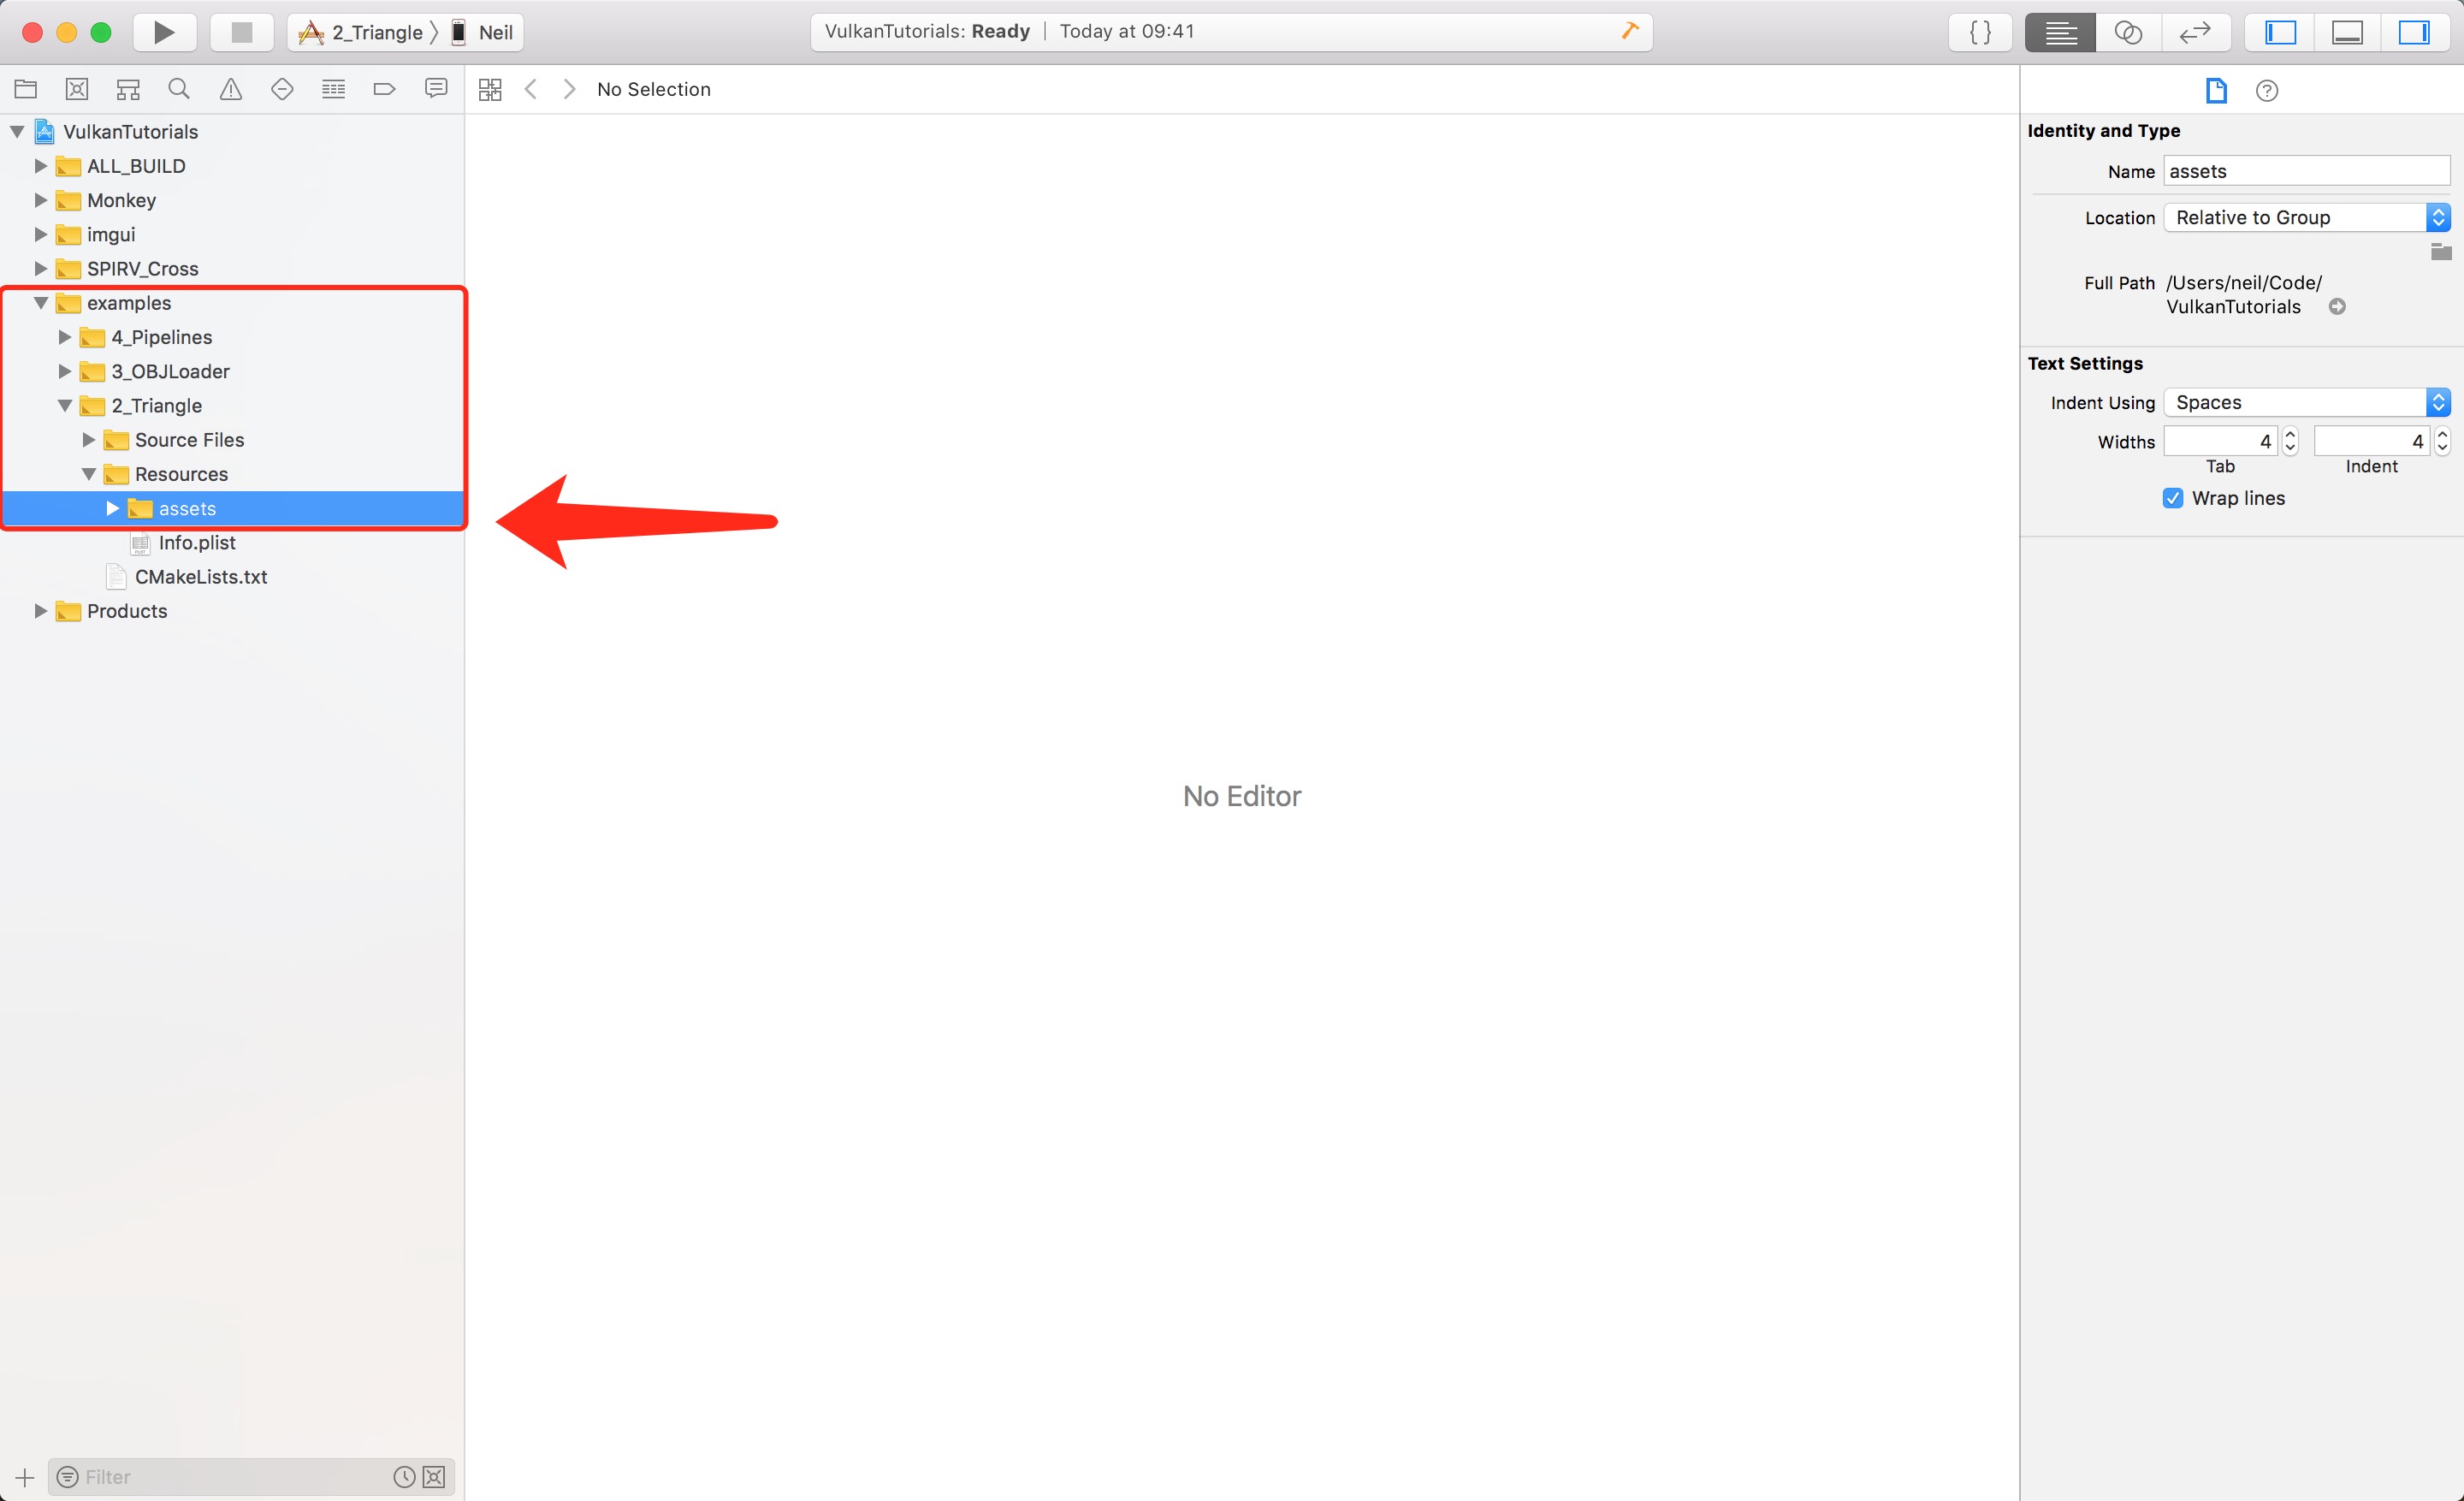 2_Triangle 〉 Neil
VulkanTutorials: Ready | Today at 09:41
{ }
No Selection
VulkanTutorials
ALL_BUILD
Monkey
imgui
SPIRV_Cross
examples
4_Pipelines
3_OBJLoader
2_Triangle
Source Files
Resources
assets
Info.plist
CMakeLists.txt
Products
Filter
No Editor
Identity and Type
Name assets
Location Relative to Group
Full Path /Users/neil/Code/
VulkanTutorials
Text Settings
Indent Using Spaces
Widths 4 4
Tab Indent
Wrap lines